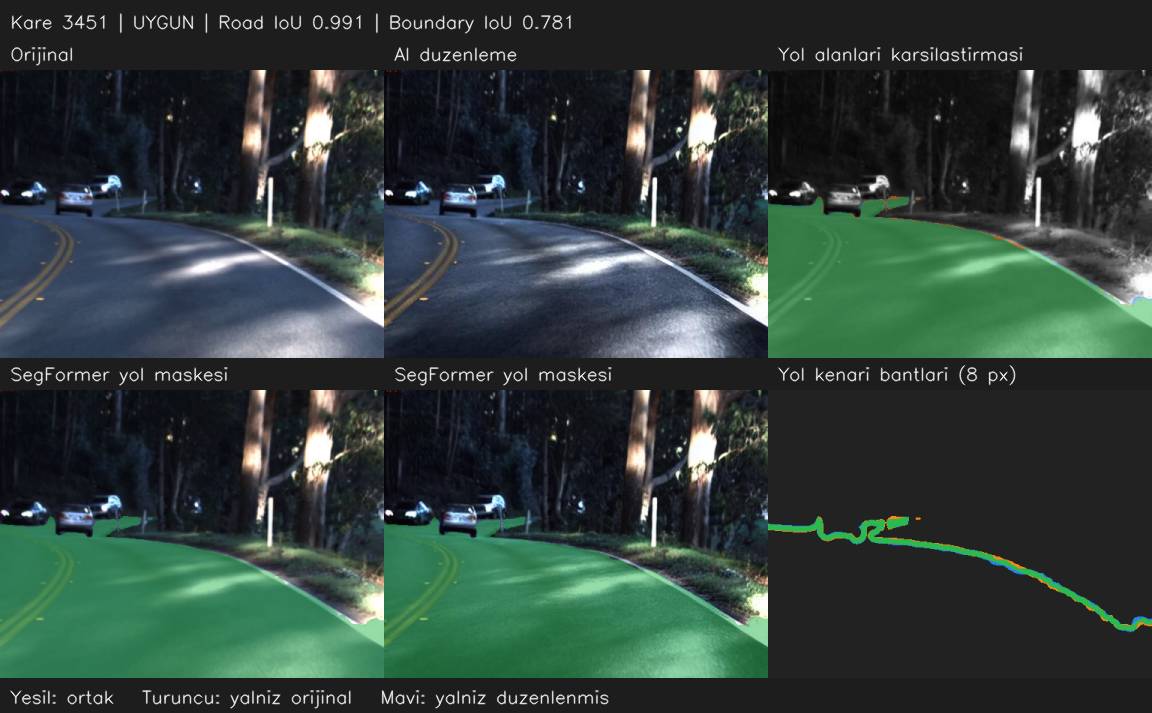 Kare 3451 | UYGUN | Road IoU 0.991 | Boundary IoU 0.781
Orijinal
AI duzenleme
Yol alanlari karsilastirmasi
SegFormer yol maskesi
SegFormer yol maskesi
Yol kenari bantlari (8 px)
Yesil: ortak
Turuncu: yalniz orijinal
Mavi: yalniz duzenlenmis